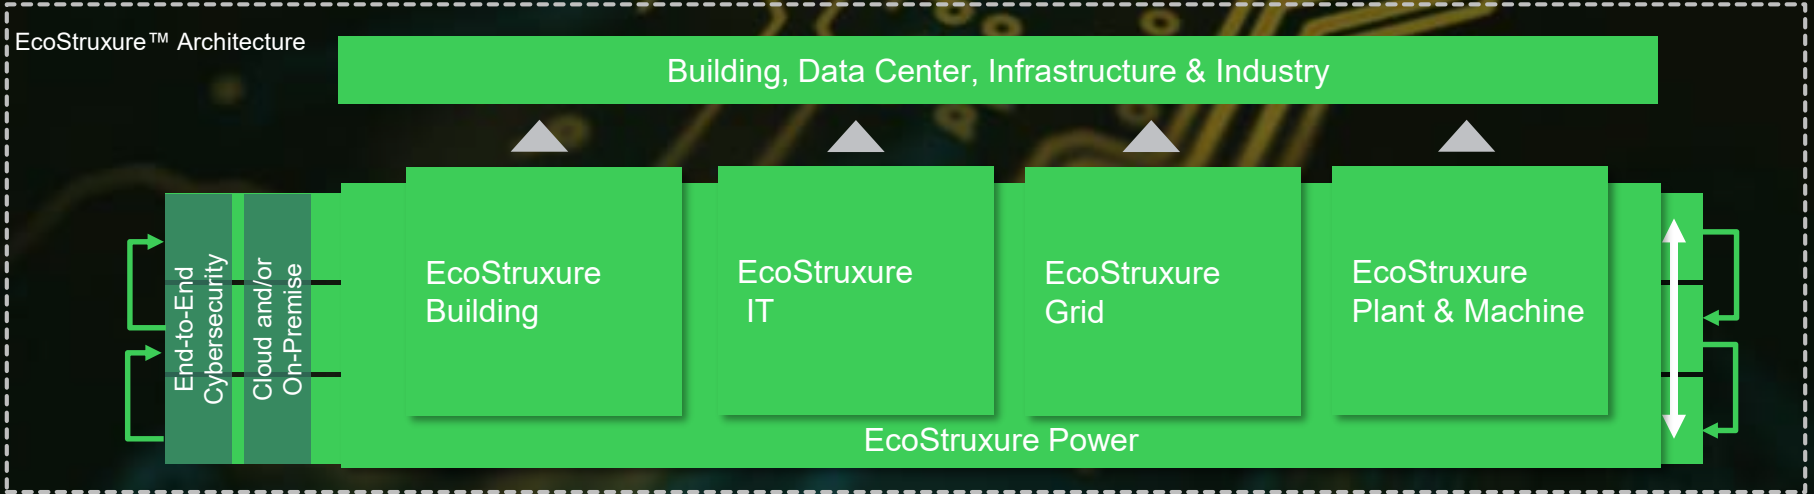 EcoStruxure™ Architecture
Building, Data Center, Infrastructure & Industry
End-to-End
Cybersecurity
Cloud and/or
On-Premise
EcoStruxure
Building
EcoStruxure
IT
EcoStruxure
Grid
EcoStruxure
Plant & Machine
EcoStruxure Power